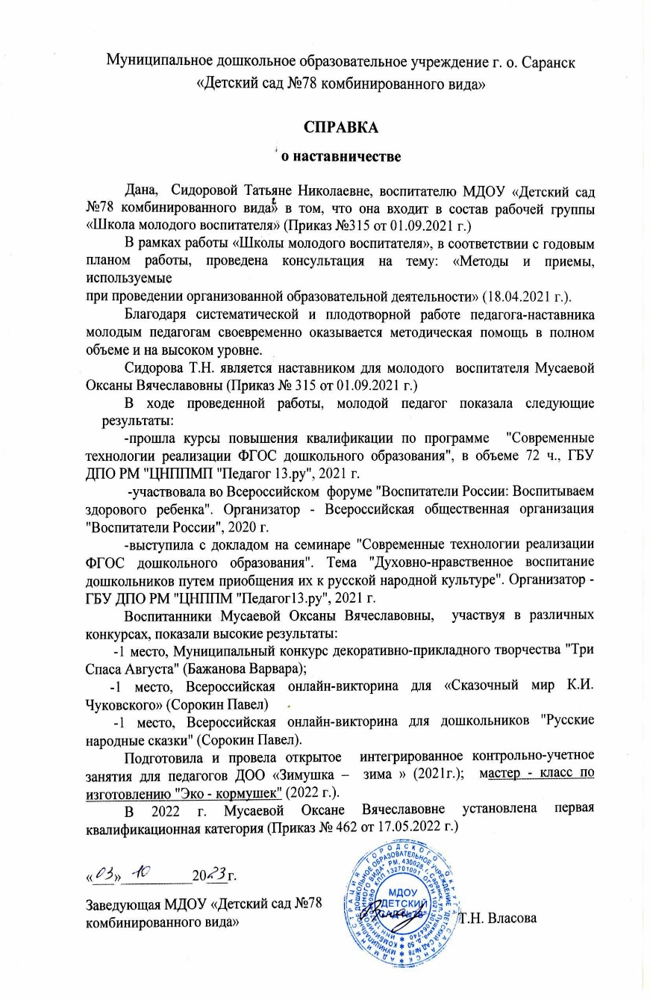 Муниципальное дошкольное образовательное учреждение г. о. Саранск
«Детский сад №78 комбинированного вида»
СПРАВКА
о наставничестве
Дана,  Сидоровой Татьяне Николаевне, воспитателю МДОУ «Детский сад
№78 комбинированного вида» в том, что она входит в состав рабочей группы
«Школа молодого воспитателя» (Приказ №315 от 01.09.2021 г.)
В рамках работы «Школы молодого воспитателя», в соответствии с годовым
планом работы, проведена консультация на тему: «Методы и приемы,
используемые
при проведении организованной образовательной деятельности» (18.04.2021 г.).
Благодаря систематической и плодотворной работе педагога-наставника
молодым педагогам своевременно оказывается методическая помощь в полном
объеме и на высоком уровне.
Сидорова Т.Н. является наставником для молодого  воспитателя Мусаевой
Оксаны Вячеславовны (Приказ № 315 от 01.09.2021 г.)
В ходе проведенной работы, молодой педагог показала следующие
результаты:
-прошла курсы повышения квалификации по программе  "Современные
технологии реализации ФГОС дошкольного образования", в объеме 72 ч., ГБУ
ДПО РМ "ЦНППМП "Педагог 13.ру", 2021 г.
-участвовала во Всероссийском  форуме "Воспитатели России: Воспитываем
здорового ребенка". Организатор - Всероссийская общественная организация
"Воспитатели России", 2020 г.
-выступила с докладом на семинаре "Современные технологии реализации
ФГОС дошкольного образования". Тема "Духовно-нравственное воспитание
дошкольников путем приобщения их к русской народной культуре". Организатор -
ГБУ ДПО РМ "ЦНППМ "Педагог13.ру", 2021 г.
Воспитанники Мусаевой Оксаны Вячеславовны,  участвуя в различных
конкурсах, показали высокие результаты:
-1 место, Муниципальный конкурс декоративно-прикладного творчества "Три
Спаса Августа" (Бажанова Варвара);
-1 место, Всероссийская онлайн-викторина для «Сказочный мир К.И.
Чуковского» (Сорокин Павел)
-1 место, Всероссийская онлайн-викторина для дошкольников "Русские
народные сказки" (Сорокин Павел).
Подготовила и провела открытое  интегрированное контрольно-учетное
занятия для педагогов ДОО «Зимушка –  зима » (2021г.);  мастер - класс по
изготовлению "Эко - кормушек" (2022 г.).
В 2022 г. Мусаевой Оксане Вячеславовне установлена первая
квалификационная категория (Приказ № 462 от 17.05.2022 г.)
«03» 10 2023 г.
Заведующая МДОУ «Детский сад №78
комбинированного вида»
Т.Н. Власова
МДОУ
"ДЕТСКИЙ
САД №78"